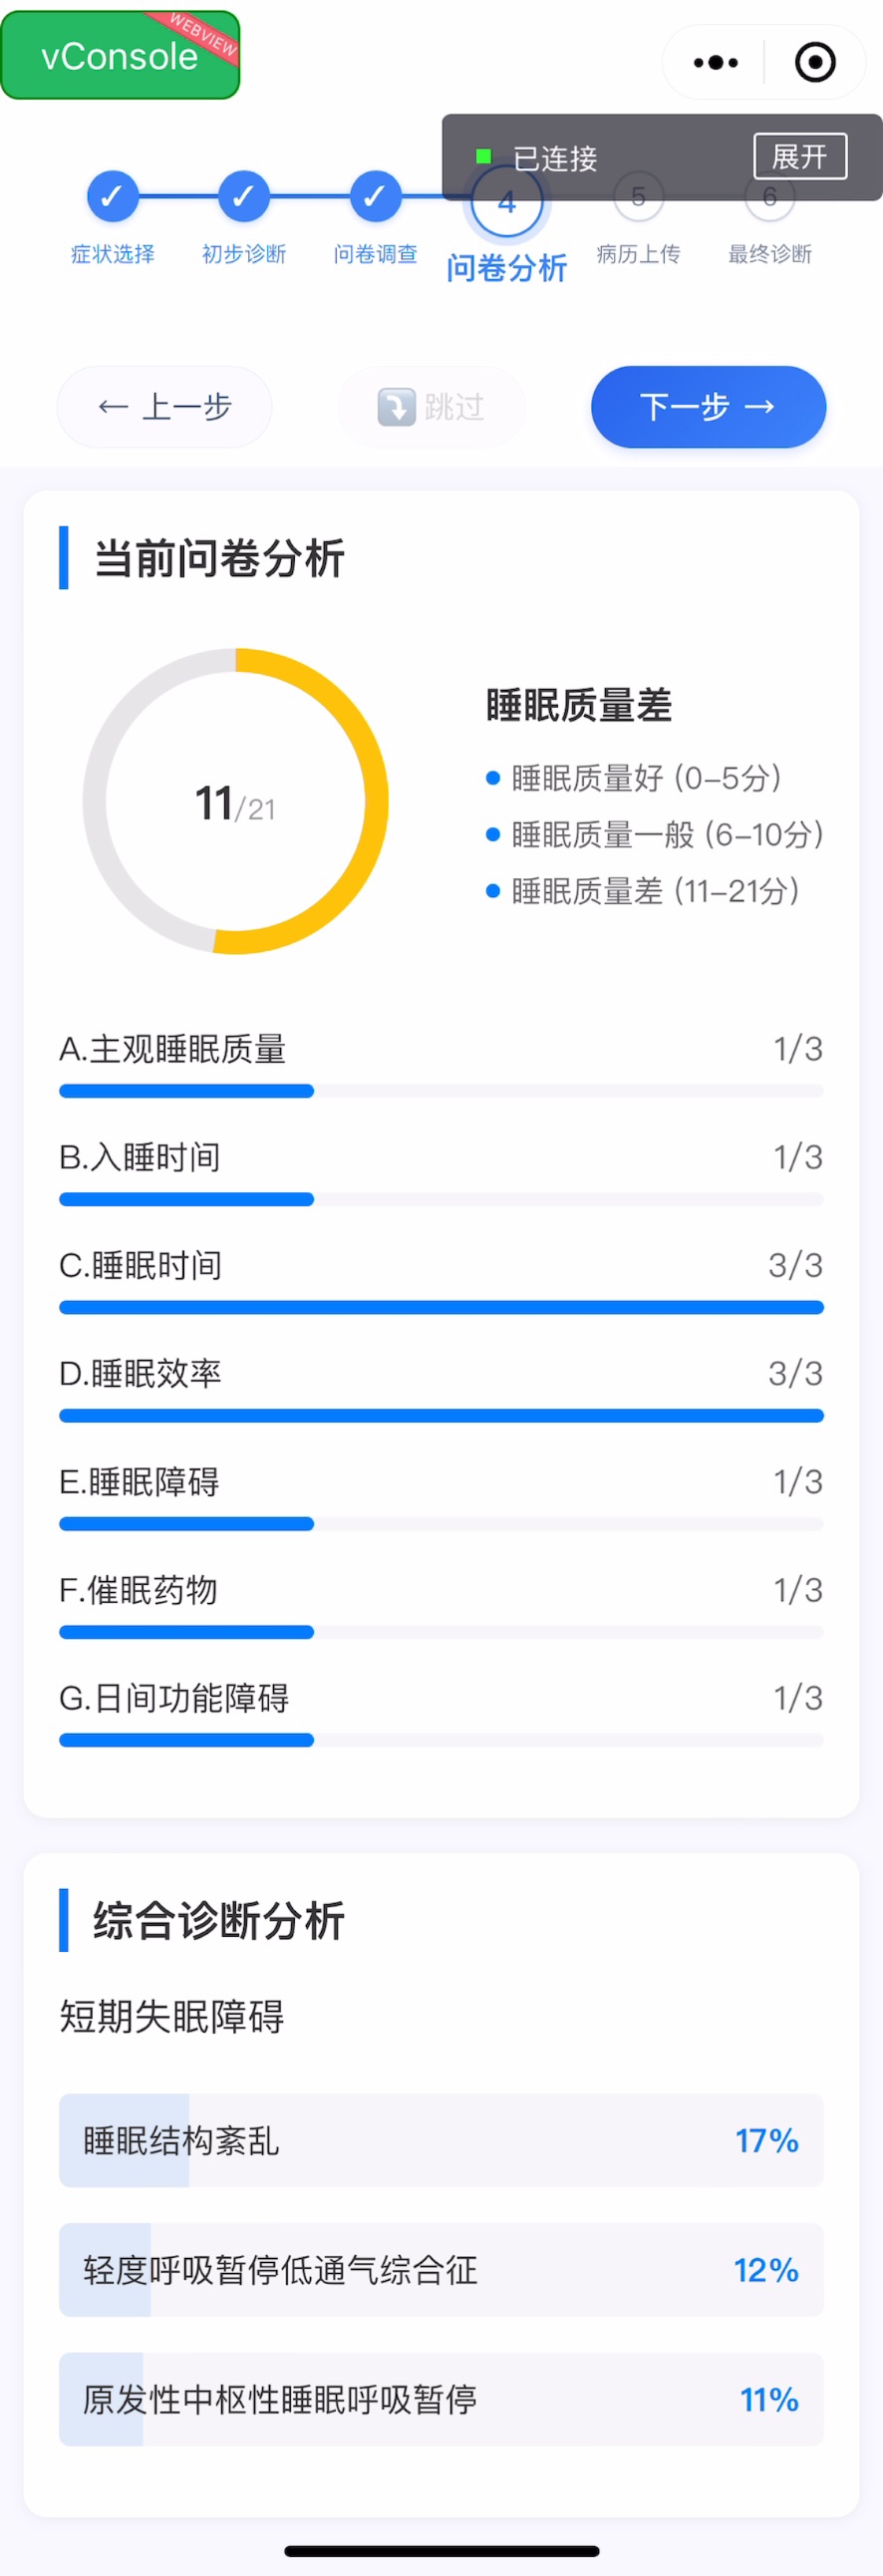 vConsole
WEBVIEW
已连接
展开
4
5
6
症状选择
初步诊断
问卷调查
问卷分析
病历上传
最终诊断
← 上一步
跳过
下一步 →
当前问卷分析
11/21
睡眠质量差
睡眠质量好 (0–5分)
睡眠质量一般 (6–10分)
睡眠质量差 (11–21分)
A.主观睡眠质量 1/3
B.入睡时间 1/3
C.睡眠时间 3/3
D.睡眠效率 3/3
E.睡眠障碍 1/3
F.催眠药物 1/3
G.日间功能障碍 1/3
综合诊断分析
短期失眠障碍
睡眠结构紊乱 17%
轻度呼吸暂停低通气综合征 12%
原发性中枢性睡眠呼吸暂停 11%